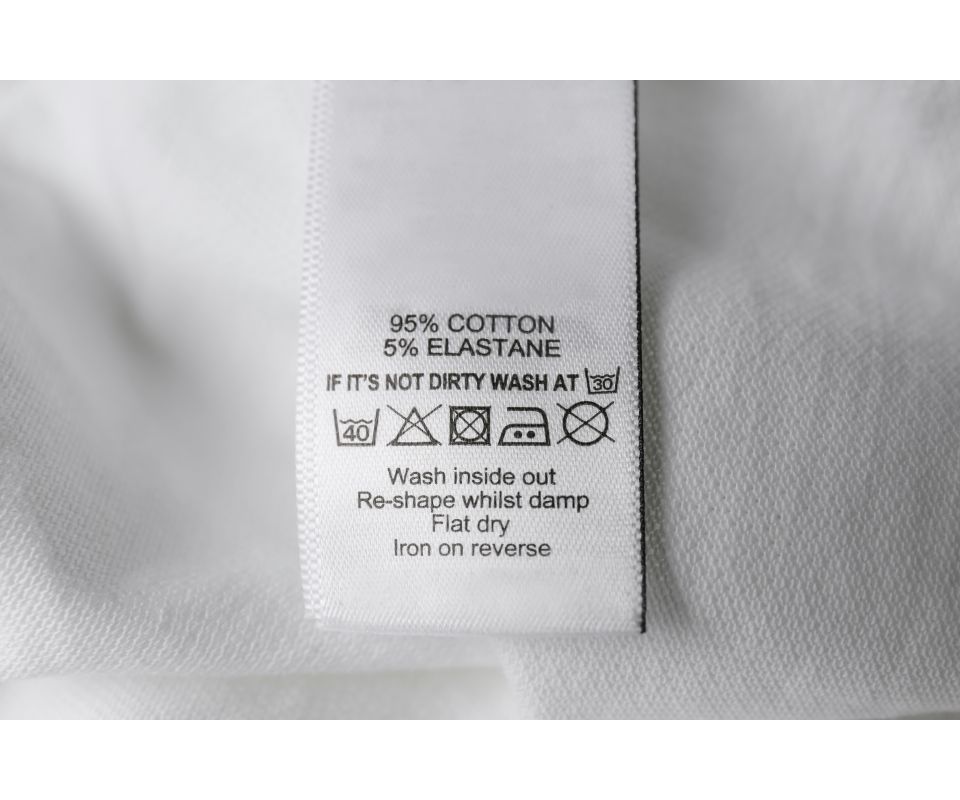 95% COTTON
5% ELASTANE
IF IT'S NOT DIRTY WASH AT 30
40
Wash inside out
Re-shape whilst damp
Flat dry
Iron on reverse